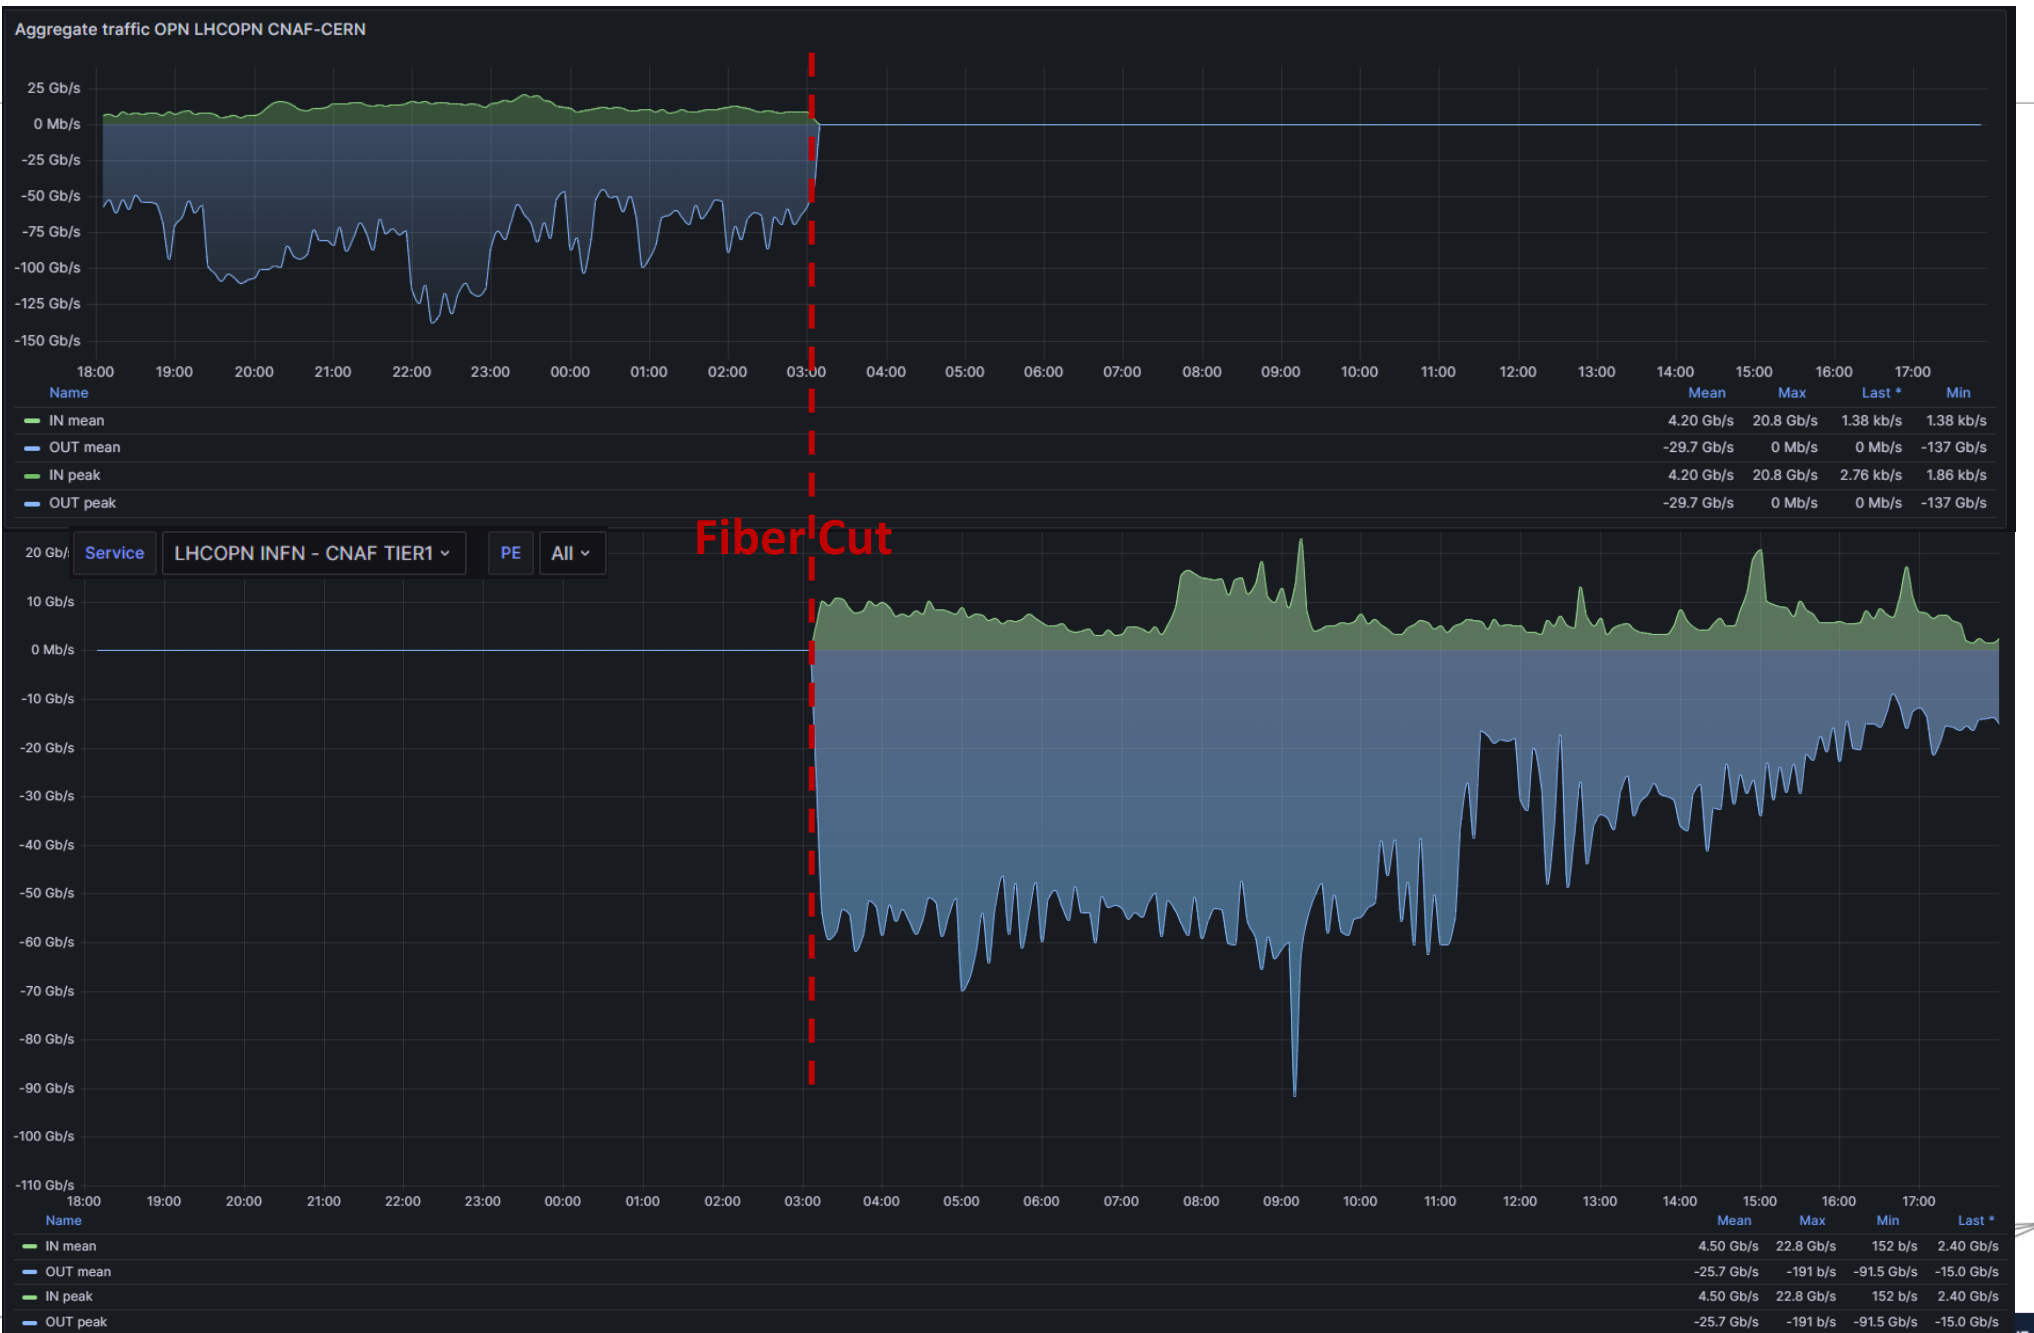 Aggregate traffic OPN LHCOPN CNAF-CERN
25 Gb/s
0 Mb/s
-25 Gb/s
-50 Gb/s
-75 Gb/s
-100 Gb/s
-125 Gb/s
-150 Gb/s
18:00 19:00 20:00 21:00 22:00 23:00 00:00 01:00 02:00 03:00 04:00 05:00 06:00 07:00 08:00 09:00 10:00 11:00 12:00 13:00 14:00 15:00 16:00 17:00
Name Mean Max Last * Min
IN mean 4.20 Gb/s 20.8 Gb/s 1.38 kb/s 1.38 kb/s
OUT mean -29.7 Gb/s 0 Mb/s 0 Mb/s -137 Gb/s
IN peak 4.20 Gb/s 20.8 Gb/s 2.76 kb/s 1.86 kb/s
OUT peak -29.7 Gb/s 0 Mb/s 0 Mb/s -137 Gb/s
Fiber Cut
Service LHCOPN INFN - CNAF TIER1 PE All
20 Gb/s
10 Gb/s
0 Mb/s
-10 Gb/s
-20 Gb/s
-30 Gb/s
-40 Gb/s
-50 Gb/s
-60 Gb/s
-70 Gb/s
-80 Gb/s
-90 Gb/s
-100 Gb/s
-110 Gb/s
18:00 19:00 20:00 21:00 22:00 23:00 00:00 01:00 02:00 03:00 04:00 05:00 06:00 07:00 08:00 09:00 10:00 11:00 12:00 13:00 14:00 15:00 16:00 17:00
Name Mean Max Min Last *
IN mean 4.50 Gb/s 22.8 Gb/s 152 b/s 2.40 Gb/s
OUT mean -25.7 Gb/s -191 b/s -91.5 Gb/s -15.0 Gb/s
IN peak 4.50 Gb/s 22.8 Gb/s 152 b/s 2.40 Gb/s
OUT peak -25.7 Gb/s -191 b/s -91.5 Gb/s -15.0 Gb/s